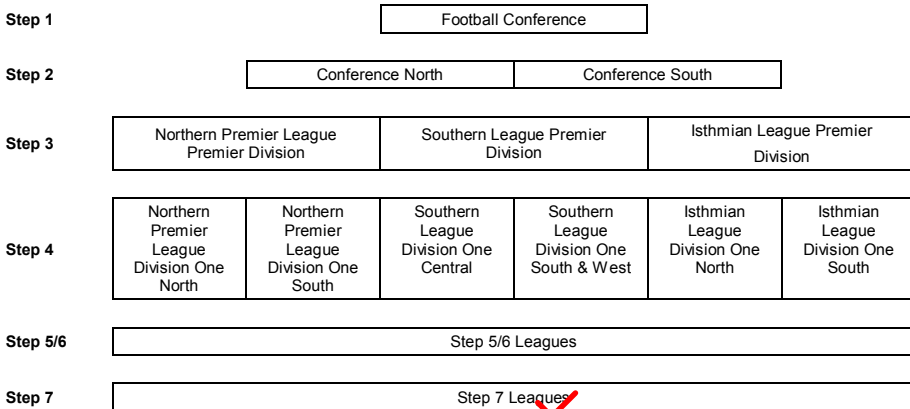 Step 1
Football Conference
Step 2
Conference North
Conference South
Step 3
Northern Premier League
Premier Division
Southern League Premier
Division
Isthmian League Premier
Division
Step 4
Northern
Premier
League
Division One
North
Northern
Premier
League
Division One
South
Southern
League
Division One
Central
Southern
League
Division One
South & West
Isthmian
League
Division One
North
Isthmian
League
Division One
South
Step 5/6
Step 5/6 Leagues
Step 7
Step 7 Leagues